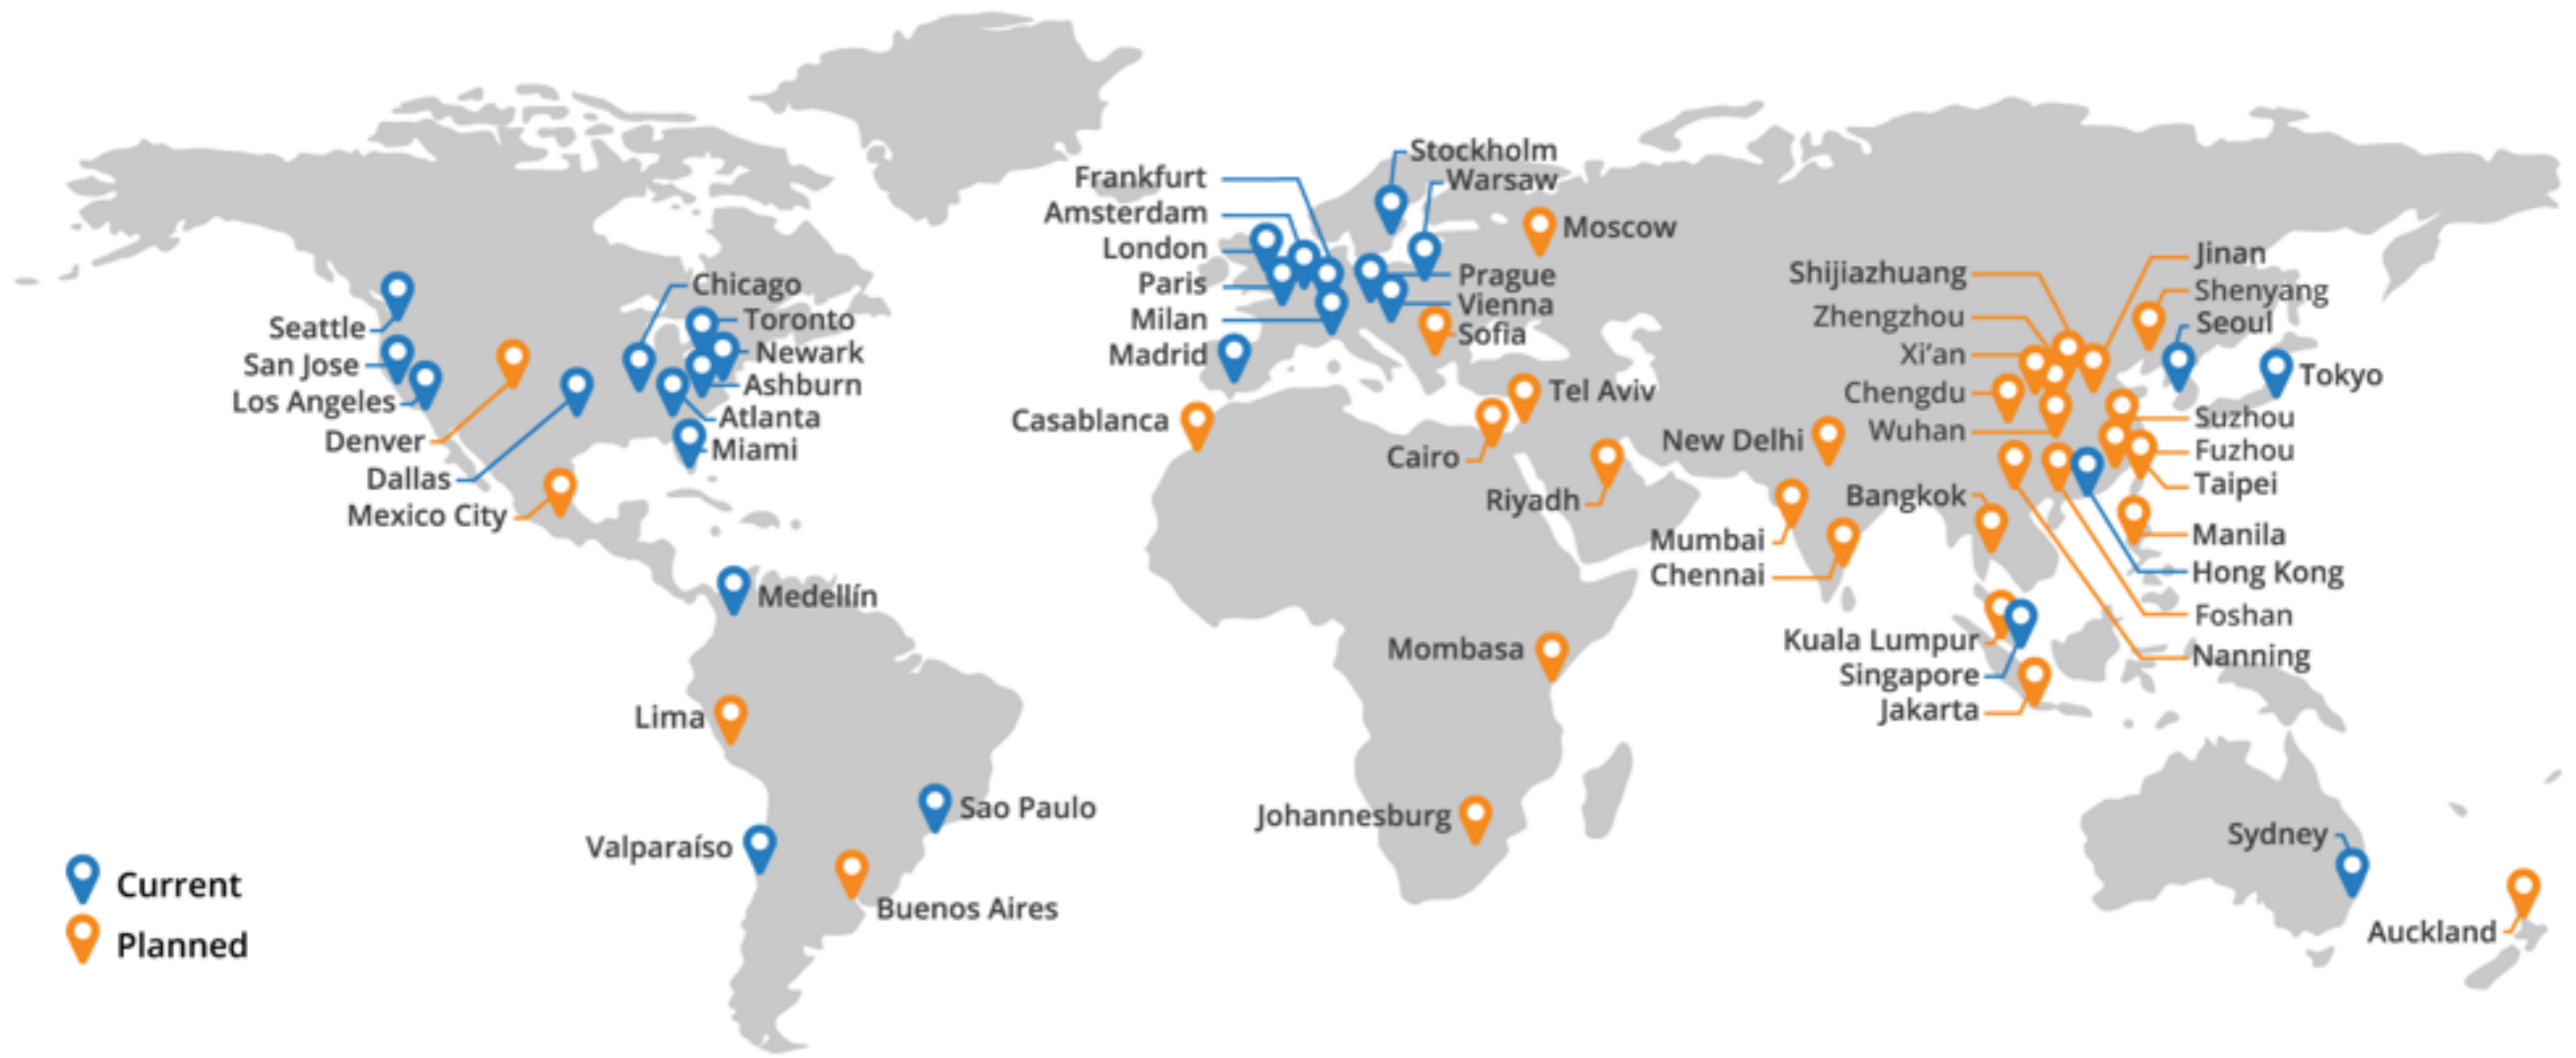 Seattle
San Jose
Los Angeles
Denver
Dallas
Mexico City
Chicago
Toronto
Newark
Ashburn
Atlanta
Miami
Medellín
Lima
Sao Paulo
Valparaíso
Buenos Aires
Current
Planned
Stockholm
Warsaw
Frankfurt
Amsterdam
London
Paris
Milan
Madrid
Moscow
Prague
Vienna
Sofia
Casablanca
Tel Aviv
Cairo
Riyadh
Mombasa
Johannesburg
New Delhi
Mumbai
Chennai
Shijiazhuang
Zhengzhou
Xi’an
Chengdu
Wuhan
Bangkok
Kuala Lumpur
Singapore
Jakarta
Jinan
Shenyang
Seoul
Tokyo
Suzhou
Fuzhou
Taipei
Manila
Hong Kong
Foshan
Nanning
Sydney
Auckland